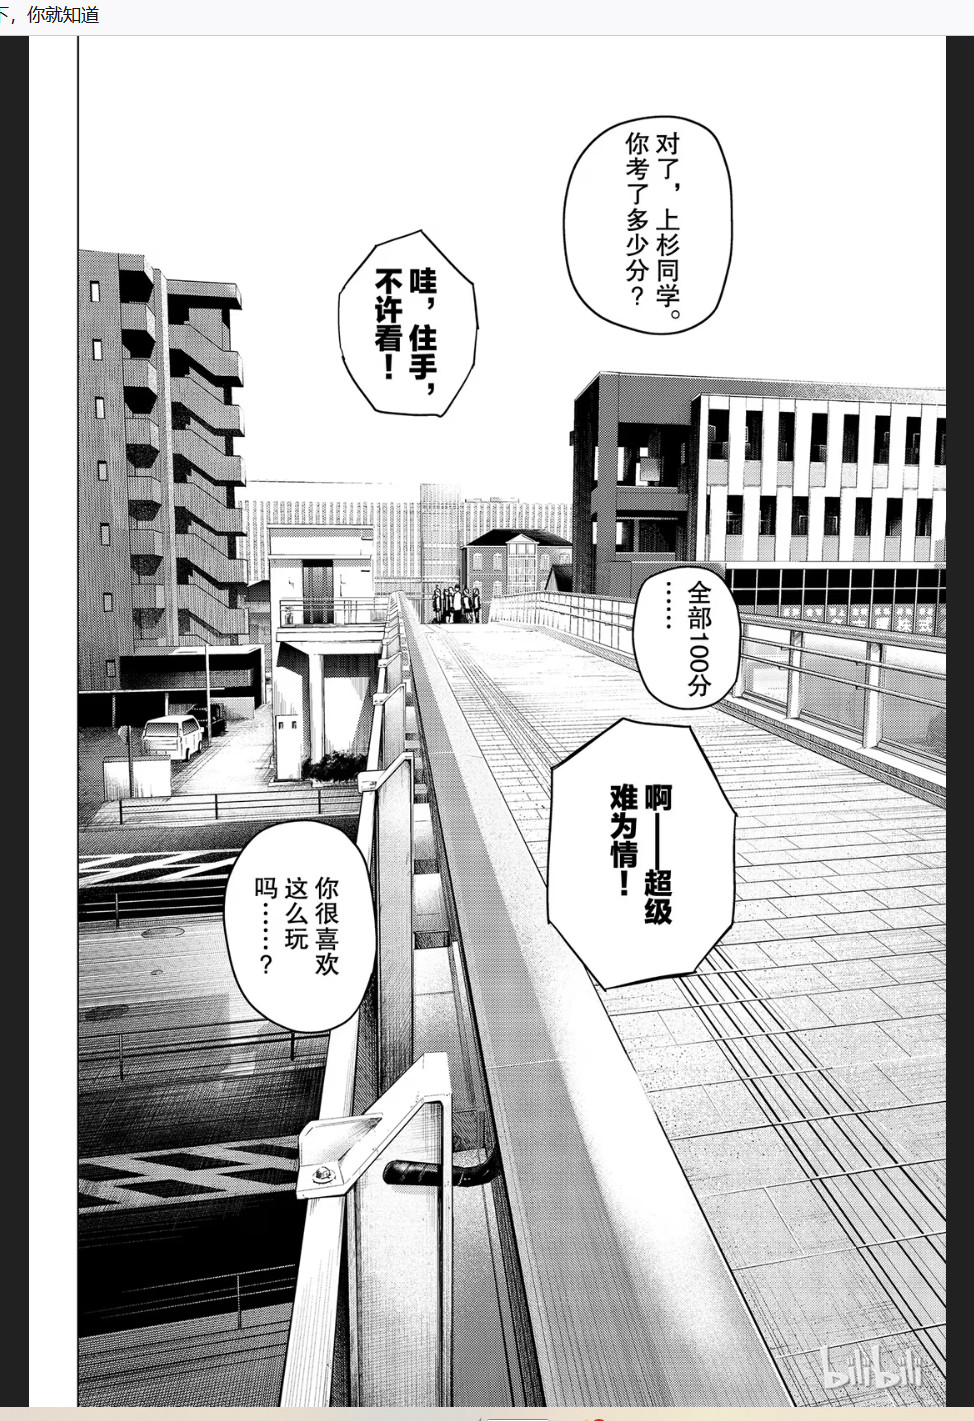 下，你就知道
对了，上杉同学。
你考了多少分？
哇，住手，
不许看！
全部100分
……
啊——超级
难为情！
你很喜欢
这么玩
吗……？
株式
bilibili